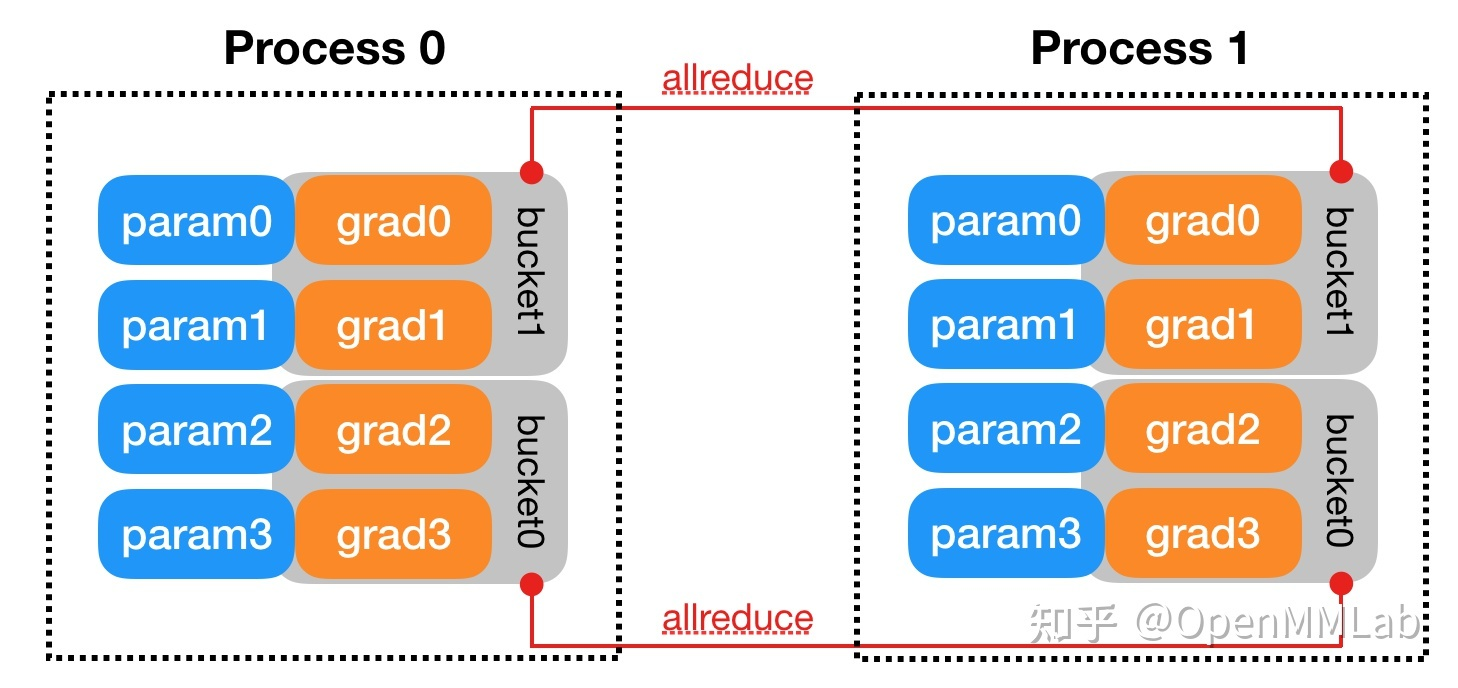 Process 0
Process 1
allreduce
param0 grad0
param1 grad1
bucket1
param2 grad2
param3 grad3
bucket0
param0 grad0
param1 grad1
bucket1
param2 grad2
param3 grad3
bucket0
allreduce
知乎 @OpenMMLab